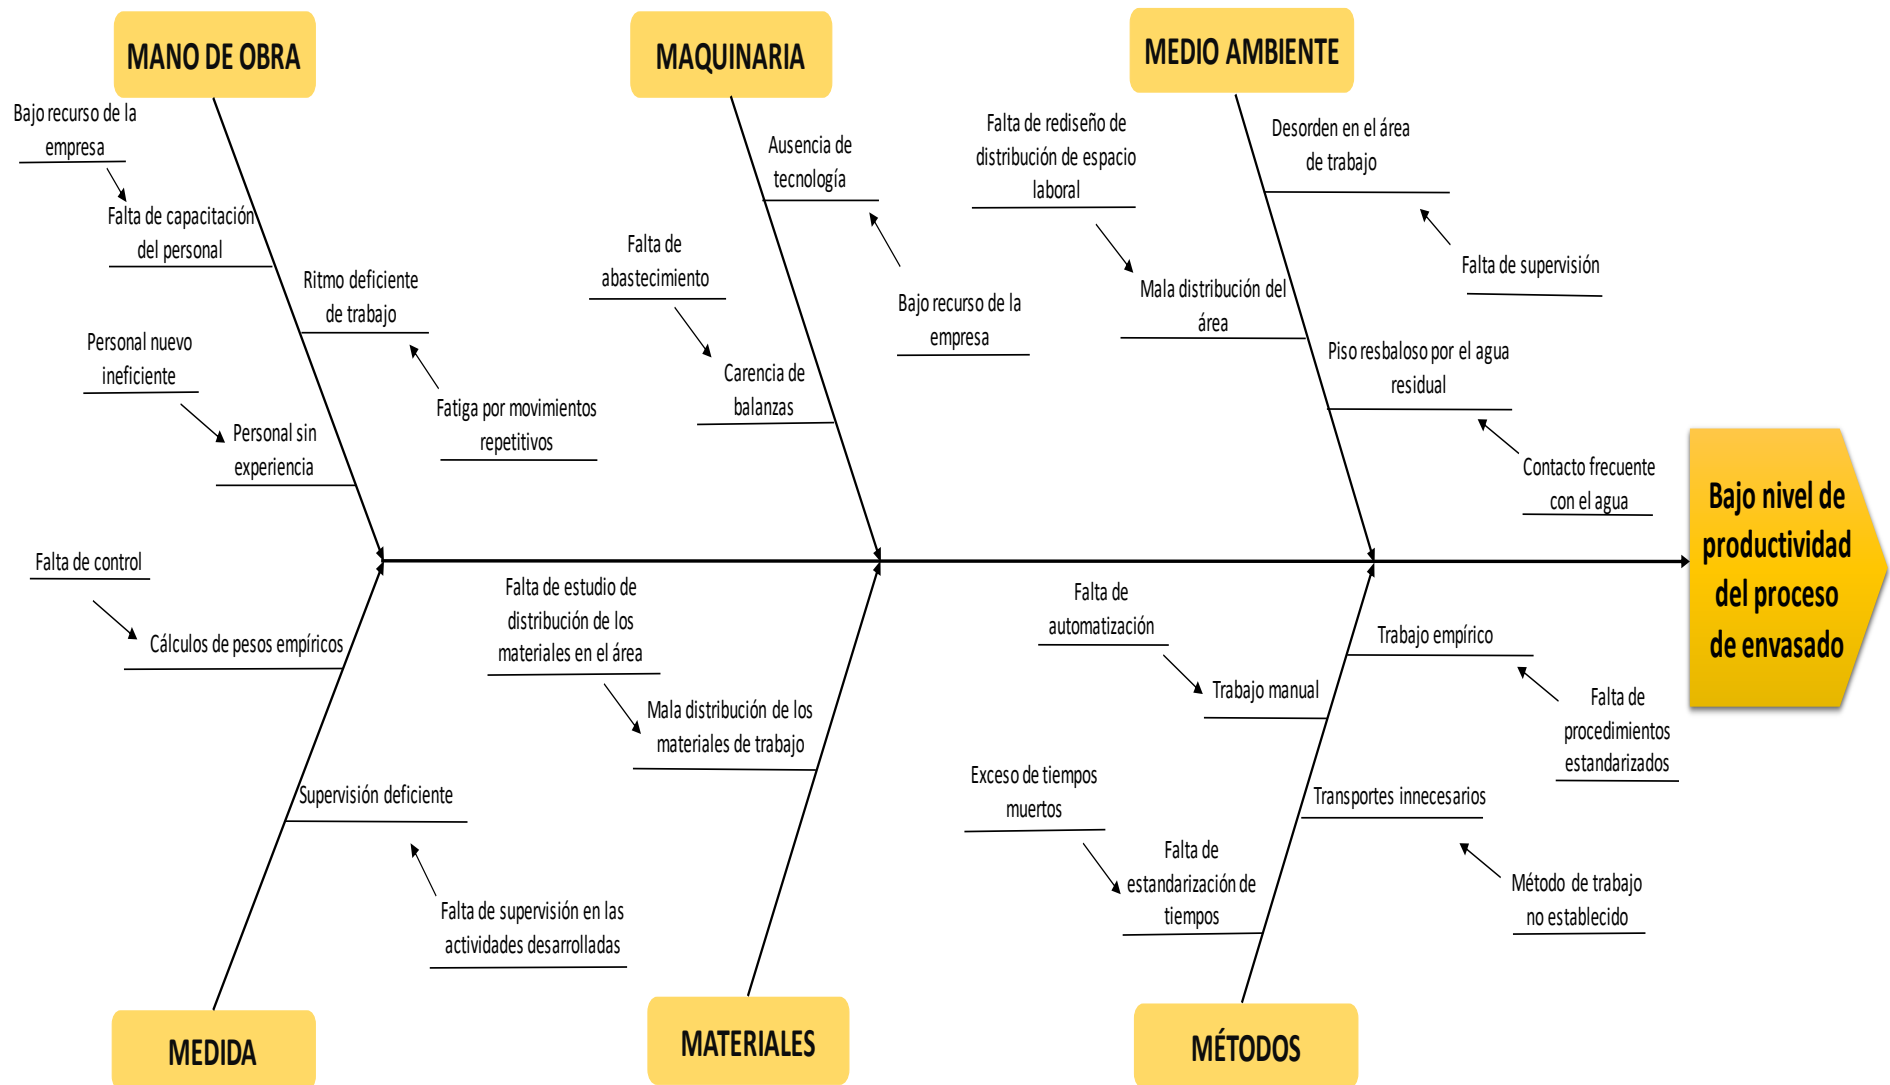 MANO DE OBRA
MAQUINARIA
MEDIO AMBIENTE
Bajo recurso de la
empresa
Falta de capacitación
del personal
Ritmo deficiente
de trabajo
Personal nuevo
ineficiente
Fatiga por movimientos
repetitivos
Personal sin
experiencia
Ausencia de
tecnología
Falta de
abastecimiento
Bajo recurso de la
empresa
Carencia de
balanzas
Falta de rediseño de
distribución de espacio
laboral
Desorden en el área
de trabajo
Falta de supervisión
Mala distribución del
área
Piso resbaloso por el agua
residual
Contacto frecuente
con el agua
Bajo nivel de
productividad
del proceso
de envasado
Falta de control
Cálculos de pesos empíricos
Supervisión deficiente
Falta de supervisión en las
actividades desarrolladas
Falta de estudio de
distribución de los
materiales en el área
Mala distribución de los
materiales de trabajo
Falta de
automatización
Trabajo empírico
Trabajo manual
Falta de
procedimientos
estandarizados
Exceso de tiempos
muertos
Transportes innecesarios
Falta de
estandarización de
tiempos
Método de trabajo
no establecido
MEDIDA
MATERIALES
MÉTODOS